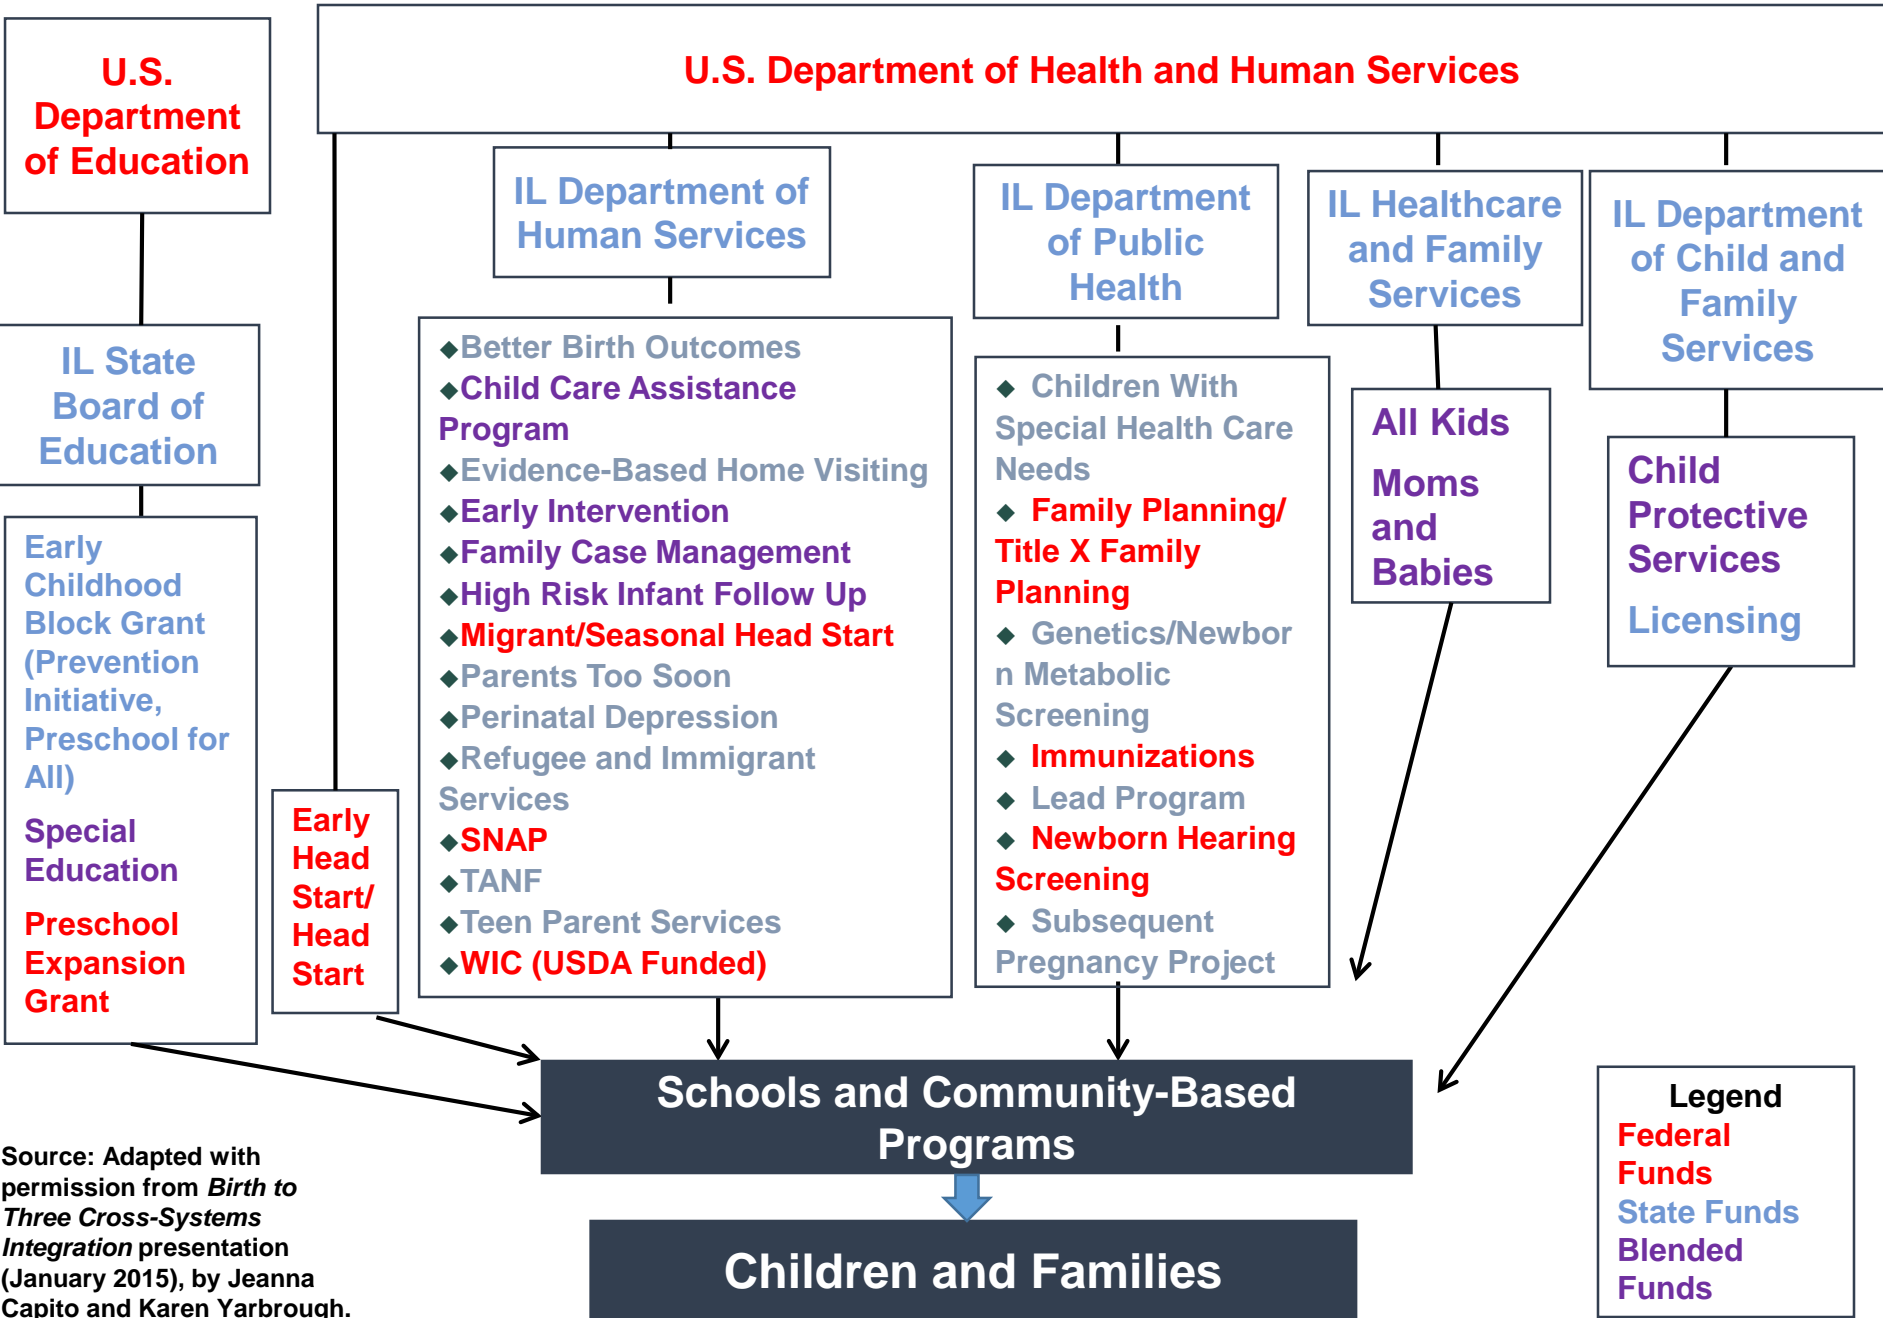 U.S.
Department
of Education
U.S. Department of Health and Human Services
IL Department of
Human Services
IL Department
of Public
Health
IL Healthcare
and Family
Services
IL Department
of Child and
Family
Services
IL State
Board of
Education
Early
Childhood
Block Grant
(Prevention
Initiative,
Preschool for
All)
Special
Education
Preschool
Expansion
Grant
Early
Head
Start/
Head
Start
◆Better Birth Outcomes
◆Child Care Assistance
Program
◆Evidence-Based Home Visiting
◆Early Intervention
◆Family Case Management
◆High Risk Infant Follow Up
◆Migrant/Seasonal Head Start
◆Parents Too Soon
◆Perinatal Depression
◆Refugee and Immigrant
Services
◆SNAP
◆TANF
◆Teen Parent Services
◆WIC (USDA Funded)
◆ Children With
Special Health Care
Needs
◆ Family Planning/
Title X Family
Planning
◆ Genetics/Newbor
n Metabolic
Screening
◆ Immunizations
◆ Lead Program
◆ Newborn Hearing
Screening
◆ Subsequent
Pregnancy Project
All Kids
Moms
and
Babies
Child
Protective
Services
Licensing
Schools and Community-Based
Programs
Children and Families
Legend
Federal
Funds
State Funds
Blended
Funds
Source: Adapted with
permission from Birth to
Three Cross-Systems
Integration presentation
(January 2015), by Jeanna
Capito and Karen Yarbrough.